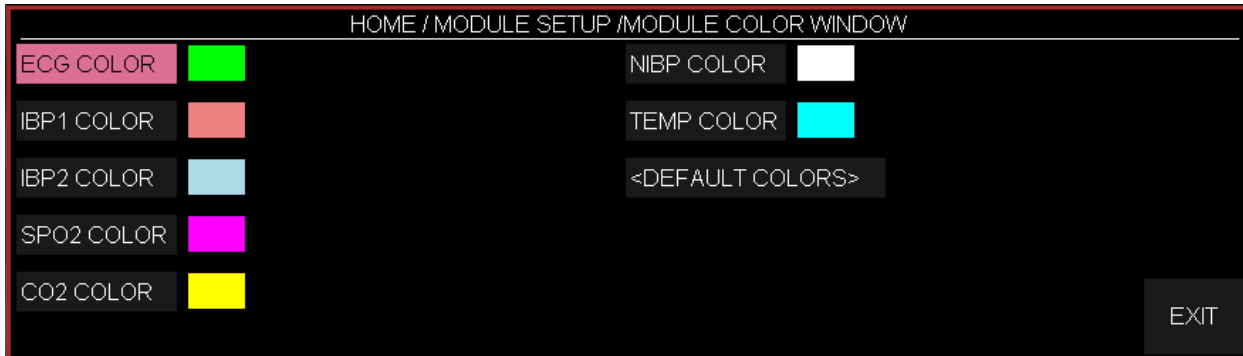 HOME / MODULE SETUP /MODULE COLOR WINDOW
ECG COLOR
IBP1 COLOR
IBP2 COLOR
SPO2 COLOR
CO2 COLOR
NIBP COLOR
TEMP COLOR
<DEFAULT COLORS>
EXIT